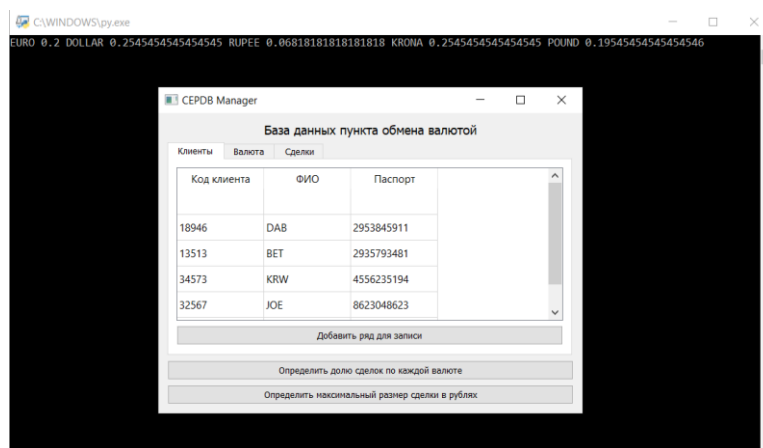 C:\WINDOWS\py.exe
EURO 0.2 DOLLAR 0.2545454545454545 RUPEE 0.06818181818181818 KRONA 0.2545454545454545 POUND 0.19545454545454546
CEPDB Manager
База данных пункта обмена валютой
Клиенты Валюта Сделки
Код клиента ФИО Паспорт
18946 DAB 2953845911
13513 BET 2935793481
34573 KRW 4556235194
32567 JOE 8623048623
Добавить ряд для записи
Определить долю сделок по каждой валюте
Определить максимальный размер сделки в рублях